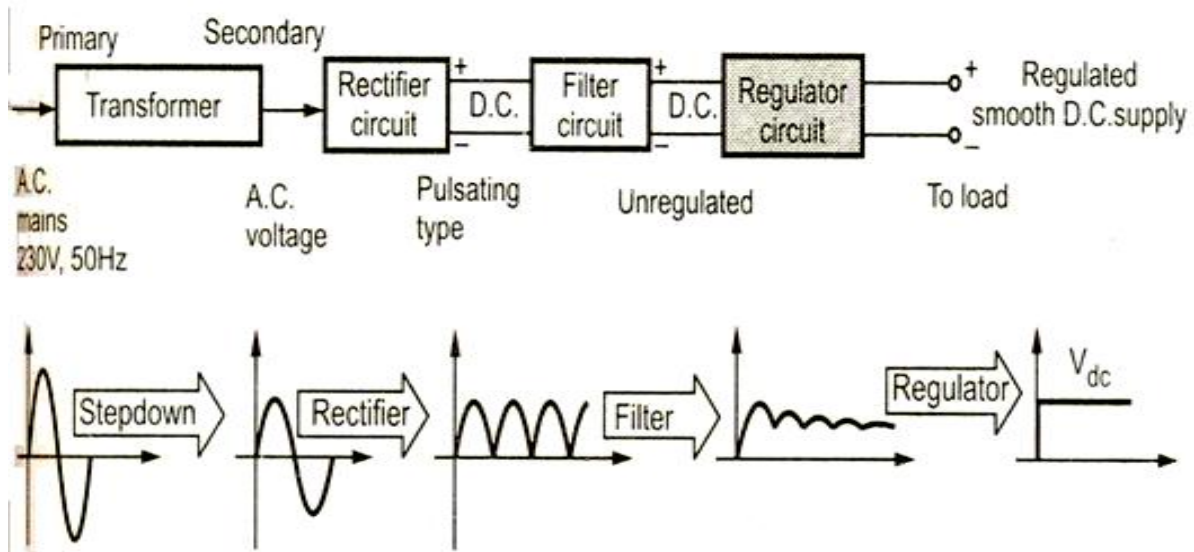 Primary
Secondary
Transformer
Rectifier
circuit
+
D.C.
−
Filter
circuit
+
D.C.
−
Regulator
circuit
+
−
Regulated
smooth D.C.supply
A.C.
mains
230V, 50Hz
A.C.
voltage
Pulsating
type
Unregulated
To load
Stepdown
Rectifier
Filter
Regulator
Vdc